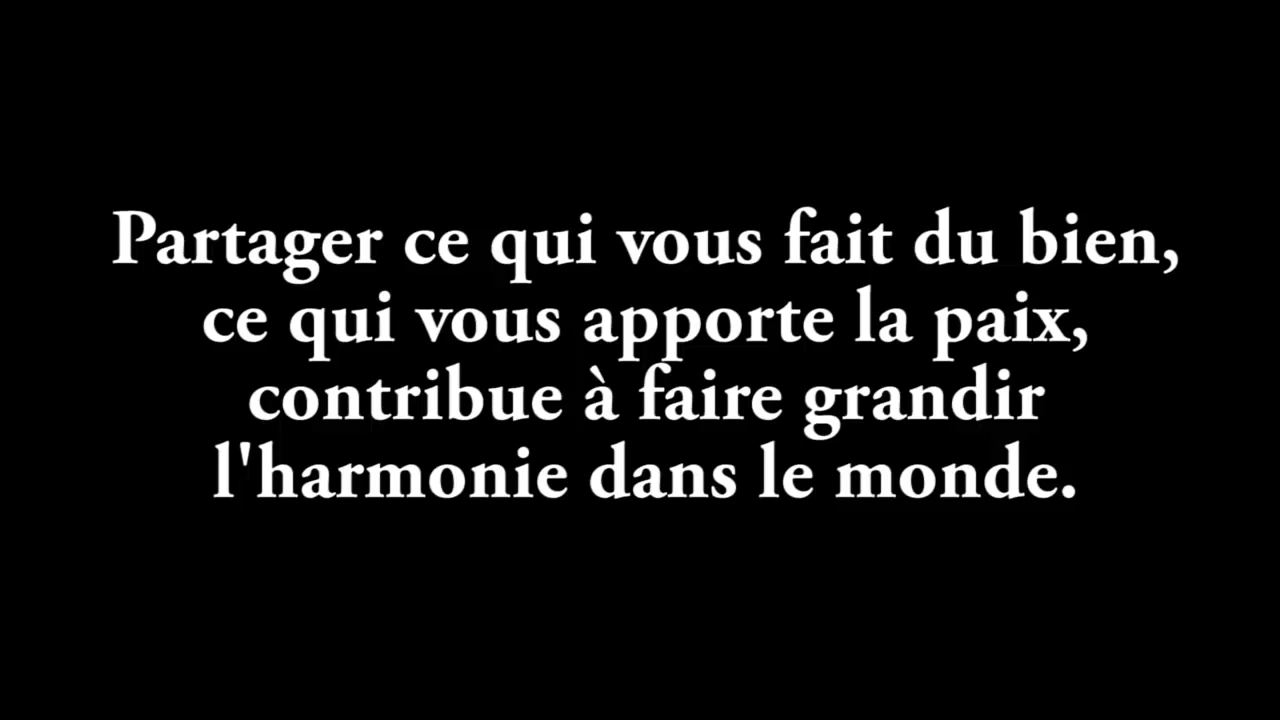 Partager ce qui vous fait du bien,
ce qui vous apporte la paix,
contribue à faire grandir
l'harmonie dans le monde.